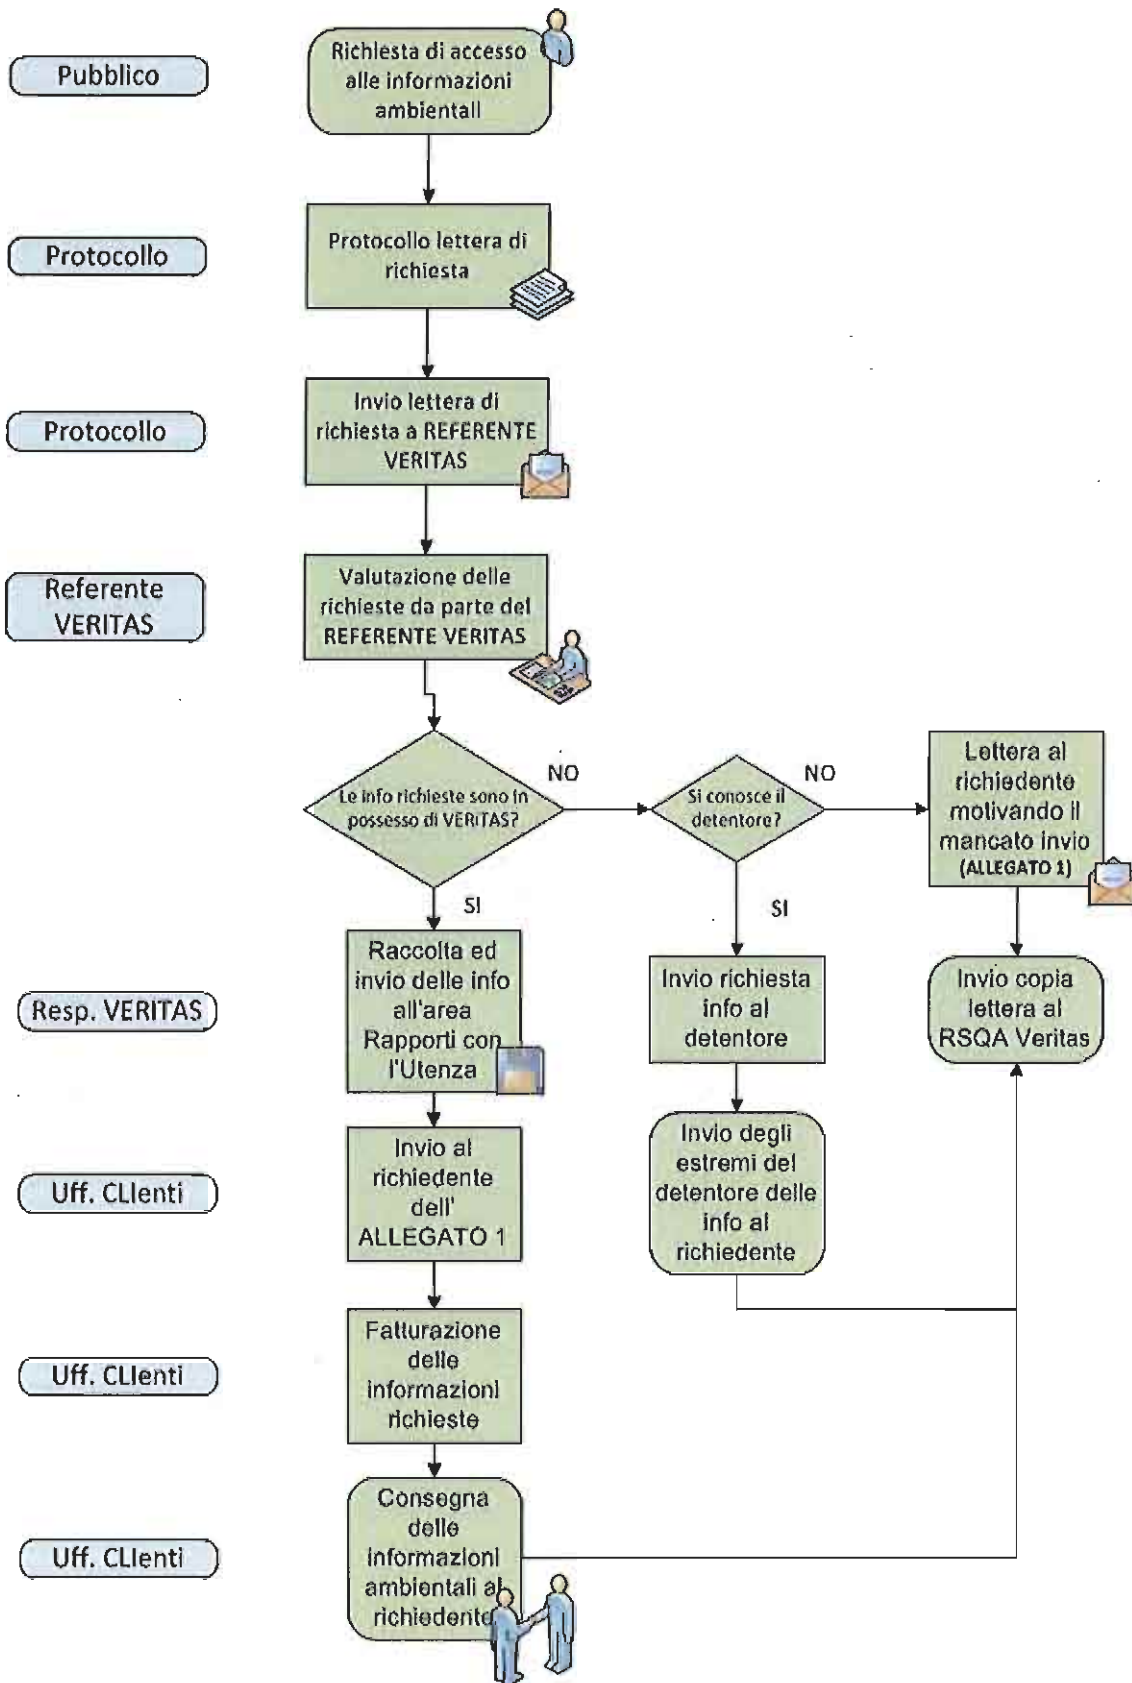 Pubblico
Richiesta di accesso
alle informazioni
ambientali
Protocollo
Protocollo lettera di
richiesta
Protocollo
Invio lettera di
richiesta a REFERENTE
VERITAS
Referente
VERITAS
Valutazione delle
richieste da parte del
REFERENTE VERITAS
Le info richieste sono in
possesso di VERITAS?
NO
Si conosce il
detentore?
NO
Lettera al
richiedente
motivando il
mancato invio
(ALLEGATO 1)
SI
SI
Resp. VERITAS
Raccolta ed
invio delle info
all'area
Rapporti con
l'Utenza
Invio richiesta
info al
detentore
Invio copia
lettera al
RSQA Veritas
Uff. CLIenti
Invio al
richiedente
dell'
ALLEGATO 1
Invio degli
estremi del
detentore delle
info al
richiedente
Uff. CLIenti
Fatturazione
delle
informazioni
richieste
Uff. CLIenti
Consegna
delle
informazioni
ambientali al
richiedente